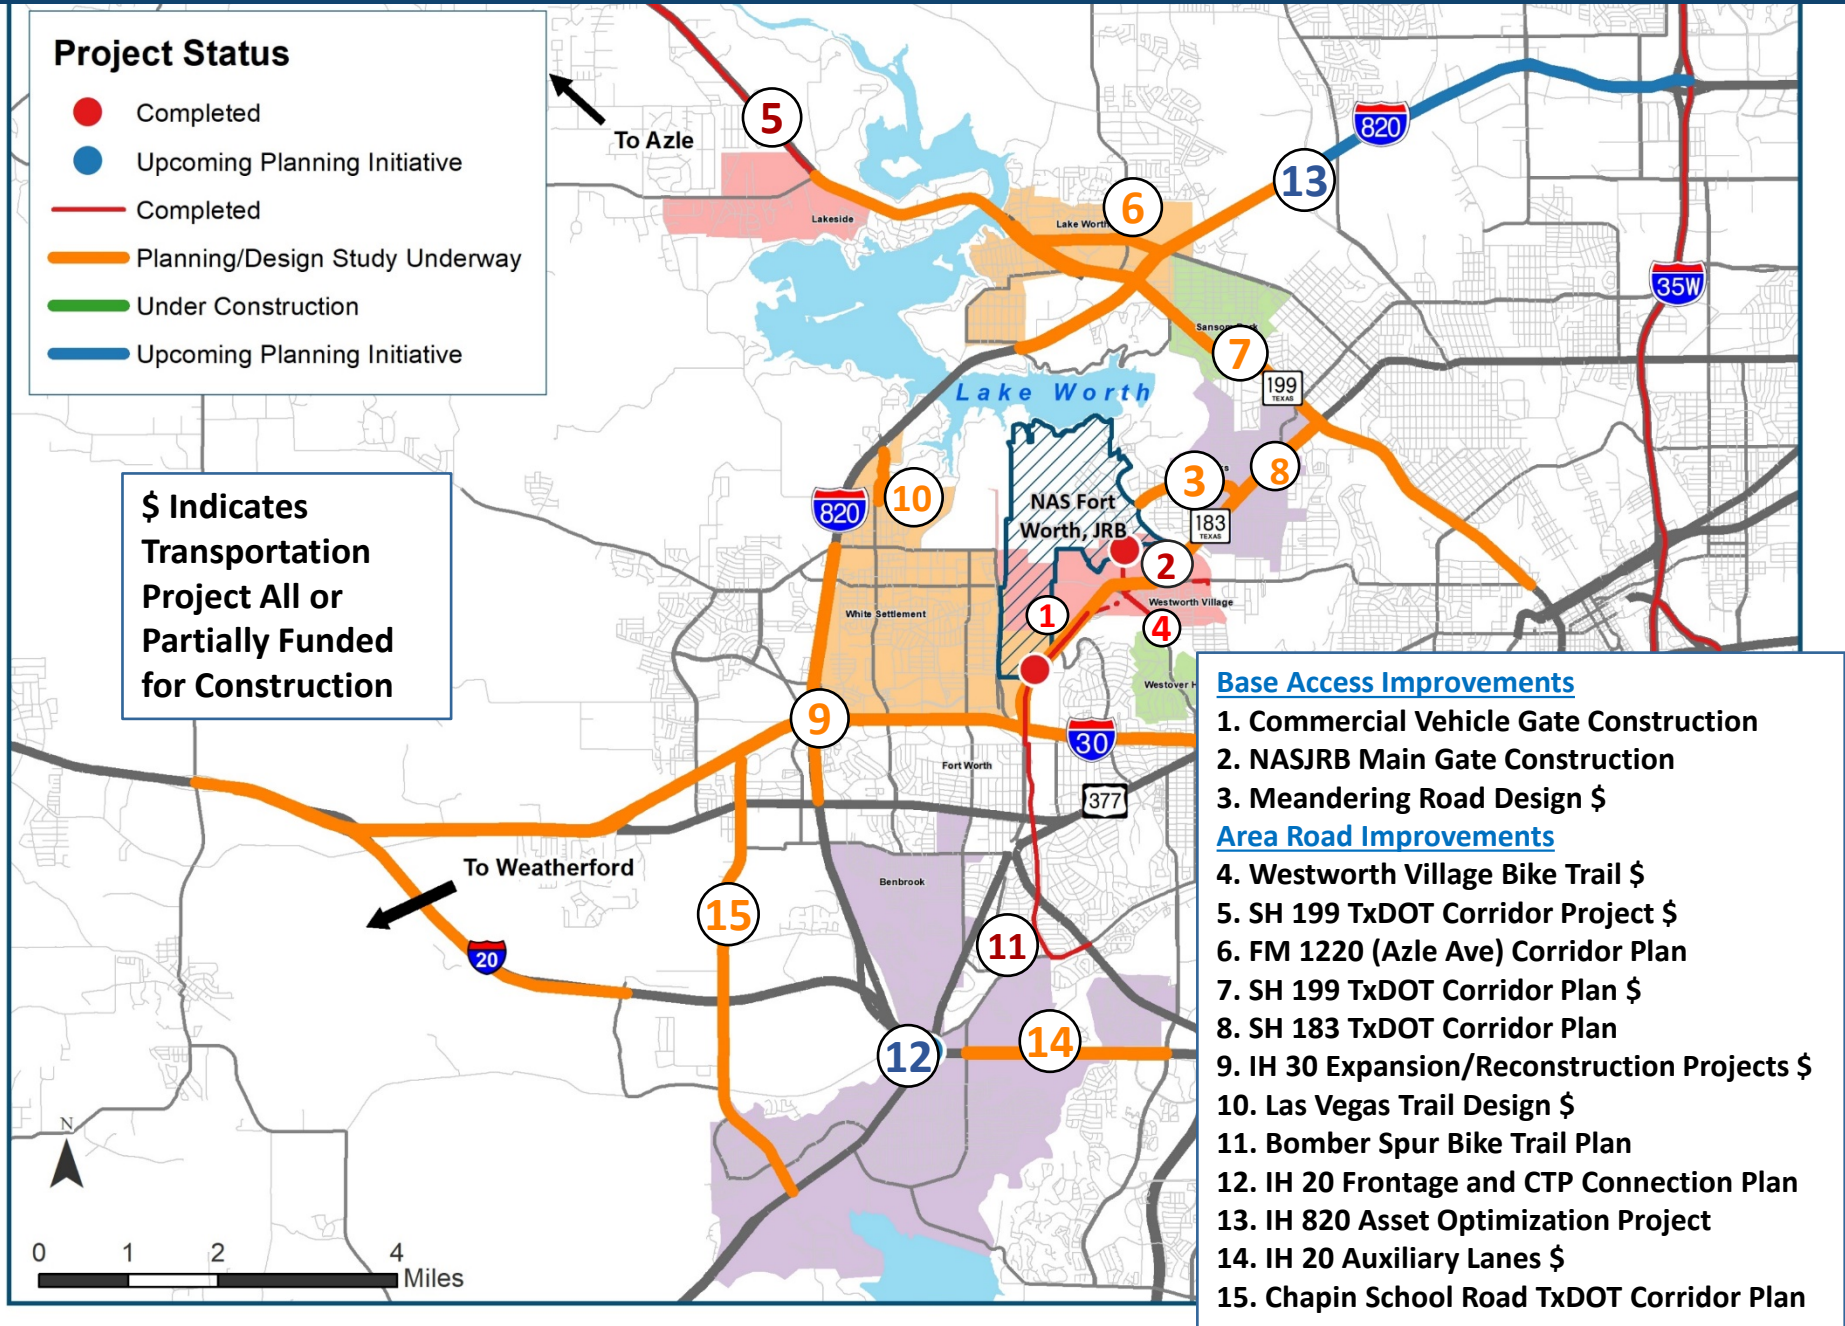 Project Status
Completed
Upcoming Planning Initiative
Completed
Planning/Design Study Underway
Under Construction
Upcoming Planning Initiative
To Azle
5
820
13
6
Lake Worth
Lakeside
35W
Sansom Park
7
199
TEXAS
Lake Worth
$ Indicates
Transportation
Project All or
Partially Funded
for Construction
10
820
NAS Fort
Worth, JRB
3
8
183
TEXAS
2
White Settlement
1
Westworth Village
4
Westover H
9
30
Fort Worth
377
To Weatherford
Benbrook
15
11
20
12
14
N
0 1 2 4
Miles
Base Access Improvements
1. Commercial Vehicle Gate Construction
2. NASJRB Main Gate Construction
3. Meandering Road Design $
Area Road Improvements
4. Westworth Village Bike Trail $
5. SH 199 TxDOT Corridor Project $
6. FM 1220 (Azle Ave) Corridor Plan
7. SH 199 TxDOT Corridor Plan $
8. SH 183 TxDOT Corridor Plan
9. IH 30 Expansion/Reconstruction Projects $
10. Las Vegas Trail Design $
11. Bomber Spur Bike Trail Plan
12. IH 20 Frontage and CTP Connection Plan
13. IH 820 Asset Optimization Project
14. IH 20 Auxiliary Lanes $
15. Chapin School Road TxDOT Corridor Plan